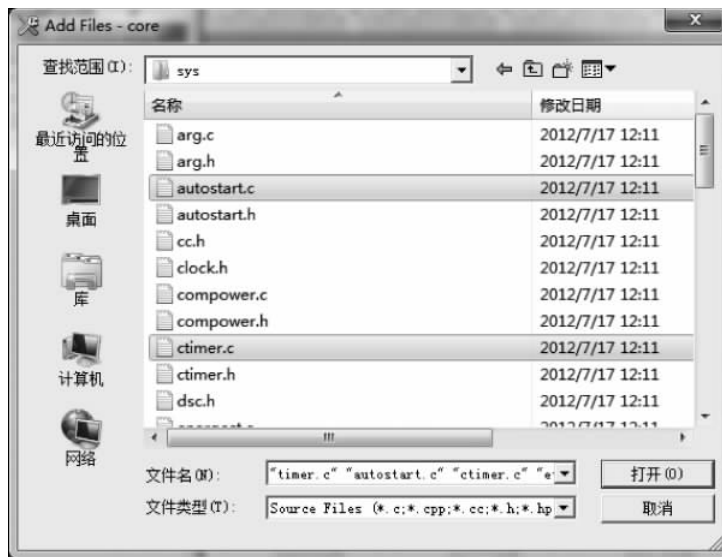 Add Files - core
查找范围(I): sys
名称 修改日期
最近访问的位置
桌面
库
计算机
网络
arg.c 2012/7/17 12:11
arg.h 2012/7/17 12:11
autostart.c 2012/7/17 12:11
autostart.h 2012/7/17 12:11
cc.h 2012/7/17 12:11
clock.h 2012/7/17 12:11
compower.c 2012/7/17 12:11
compower.h 2012/7/17 12:11
ctimer.c 2012/7/17 12:11
ctimer.h 2012/7/17 12:11
dsc.h 2012/7/17 12:11
文件名(N): "timer.c" "autostart.c" "ctimer.c" "e 打开(O)
文件类型(T): Source Files (*.c;*.cpp;*.cc;*.h;*.hp 取消